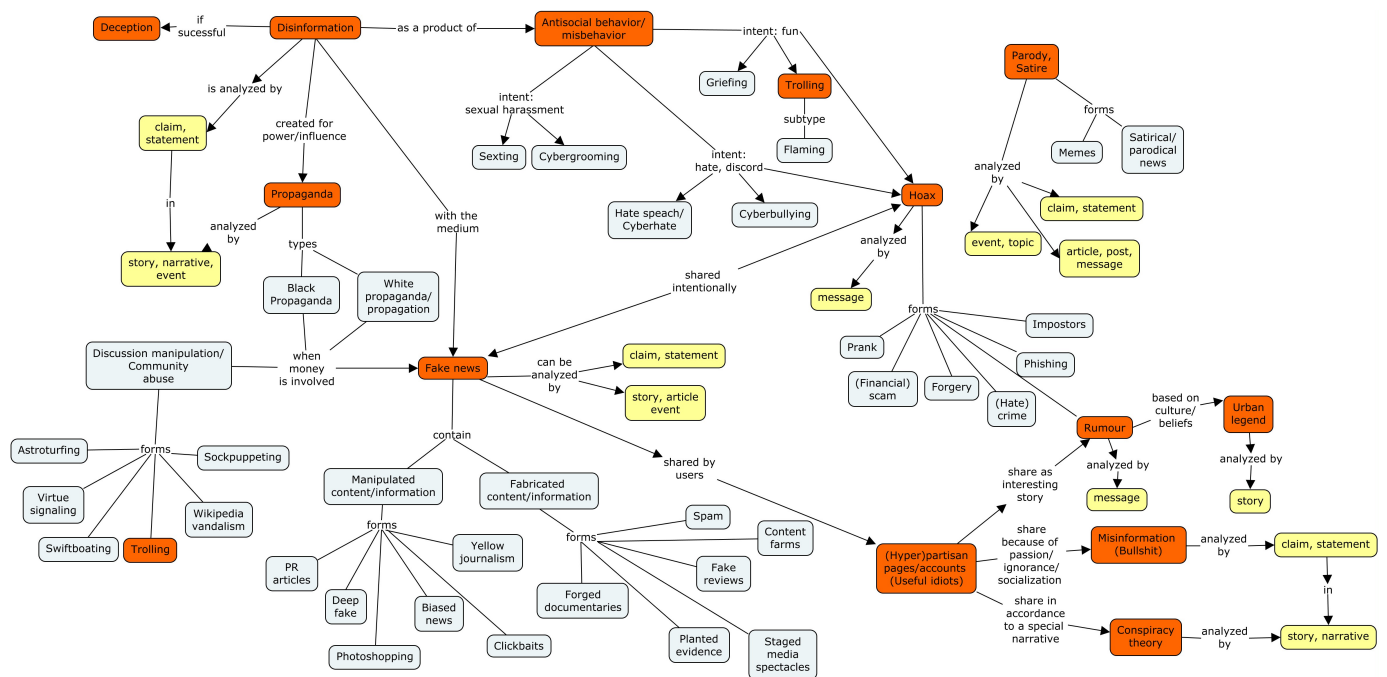 Deception
if
sucessful
Disinformation
as a product of
Antisocial behavior/
misbehavior
intent: fun
Griefing
Trolling
subtype
Flaming
Parody,
Satire
forms
Memes
Satirical/
parodical
news
analyzed
by
claim, statement
event, topic
article, post,
message
is analyzed by
claim,
statement
in
story, narrative,
event
created for
power/influence
Propaganda
analyzed
by
types
Black
Propaganda
White
propaganda/
propagation
when
money
is involved
with the
medium
intent:
sexual harassment
Sexting
Cybergrooming
intent:
hate, discord
Hate speach/
Cyberhate
Cyberbullying
Hoax
analyzed
by
message
shared
intentionally
forms
Impostors
Prank
Phishing
(Financial)
scam
Forgery
(Hate)
crime
Rumour
based on
culture/
beliefs
Urban
legend
analyzed by
message
analyzed by
story
Discussion manipulation/
Community
abuse
forms
Astroturfing
Sockpuppeting
Virtue
signaling
Wikipedia
vandalism
Swiftboating
Trolling
Fake news
can be
analyzed
by
claim, statement
story, article
event
contain
Manipulated
content/information
forms
PR
articles
Deep
fake
Photoshopping
Biased
news
Yellow
journalism
Clickbaits
Fabricated
content/information
forms
Spam
Content
farms
Fake
reviews
Forged
documentaries
Planted
evidence
Staged
media
spectacles
shared by
users
(Hyper)partisan
pages/accounts
(Useful idiots)
share as
interesting
story
share
because of
passion/
ignorance/
socialization
Misinformation
(Bullshit)
analyzed
by
claim, statement
in
share in
accordance
to a special
narrative
Conspiracy
theory
analyzed
by
story, narrative